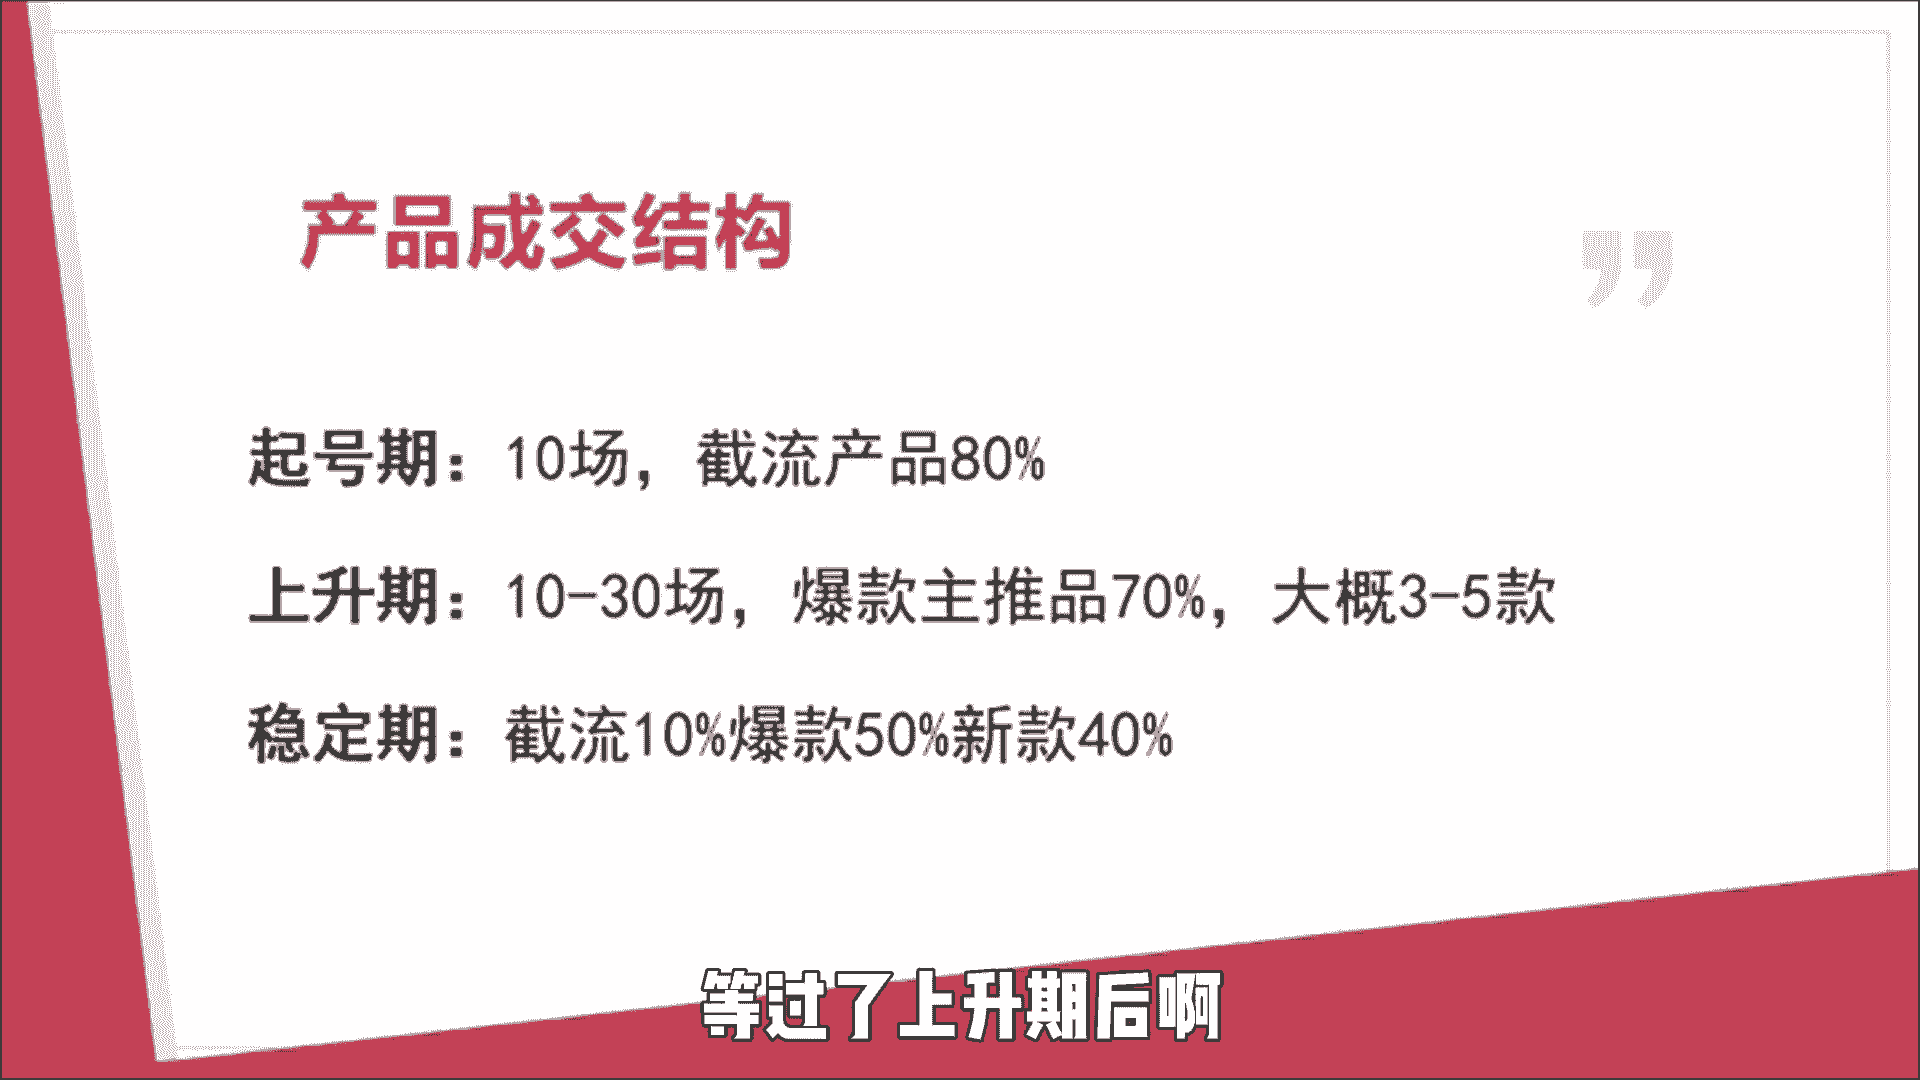 产品成交结构
”
起号期：10场，截流产品80%
上升期：10-30场，爆款主推品70%，大概3-5款
稳定期：截流10%爆款50%新款40%
等过了上升期后啊